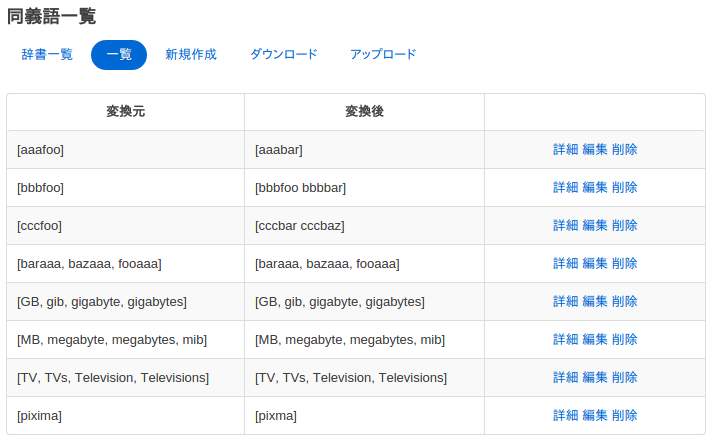 同義語一覧
辞書一覧 一覧 新規作成 ダウンロード アップロード
変換元 変換後
[aaafoo] [aaabar] 詳細 編集 削除
[bbbfoo] [bbbfoo bbbbar] 詳細 編集 削除
[cccfoo] [cccbar cccbaz] 詳細 編集 削除
[baraaa, bazaaa, fooaaa] [baraaa, bazaaa, fooaaa] 詳細 編集 削除
[GB, gib, gigabyte, gigabytes] [GB, gib, gigabyte, gigabytes] 詳細 編集 削除
[MB, megabyte, megabytes, mib] [MB, megabyte, megabytes, mib] 詳細 編集 削除
[TV, TVs, Television, Televisions] [TV, TVs, Television, Televisions] 詳細 編集 削除
[pixima] [pixma] 詳細 編集 削除